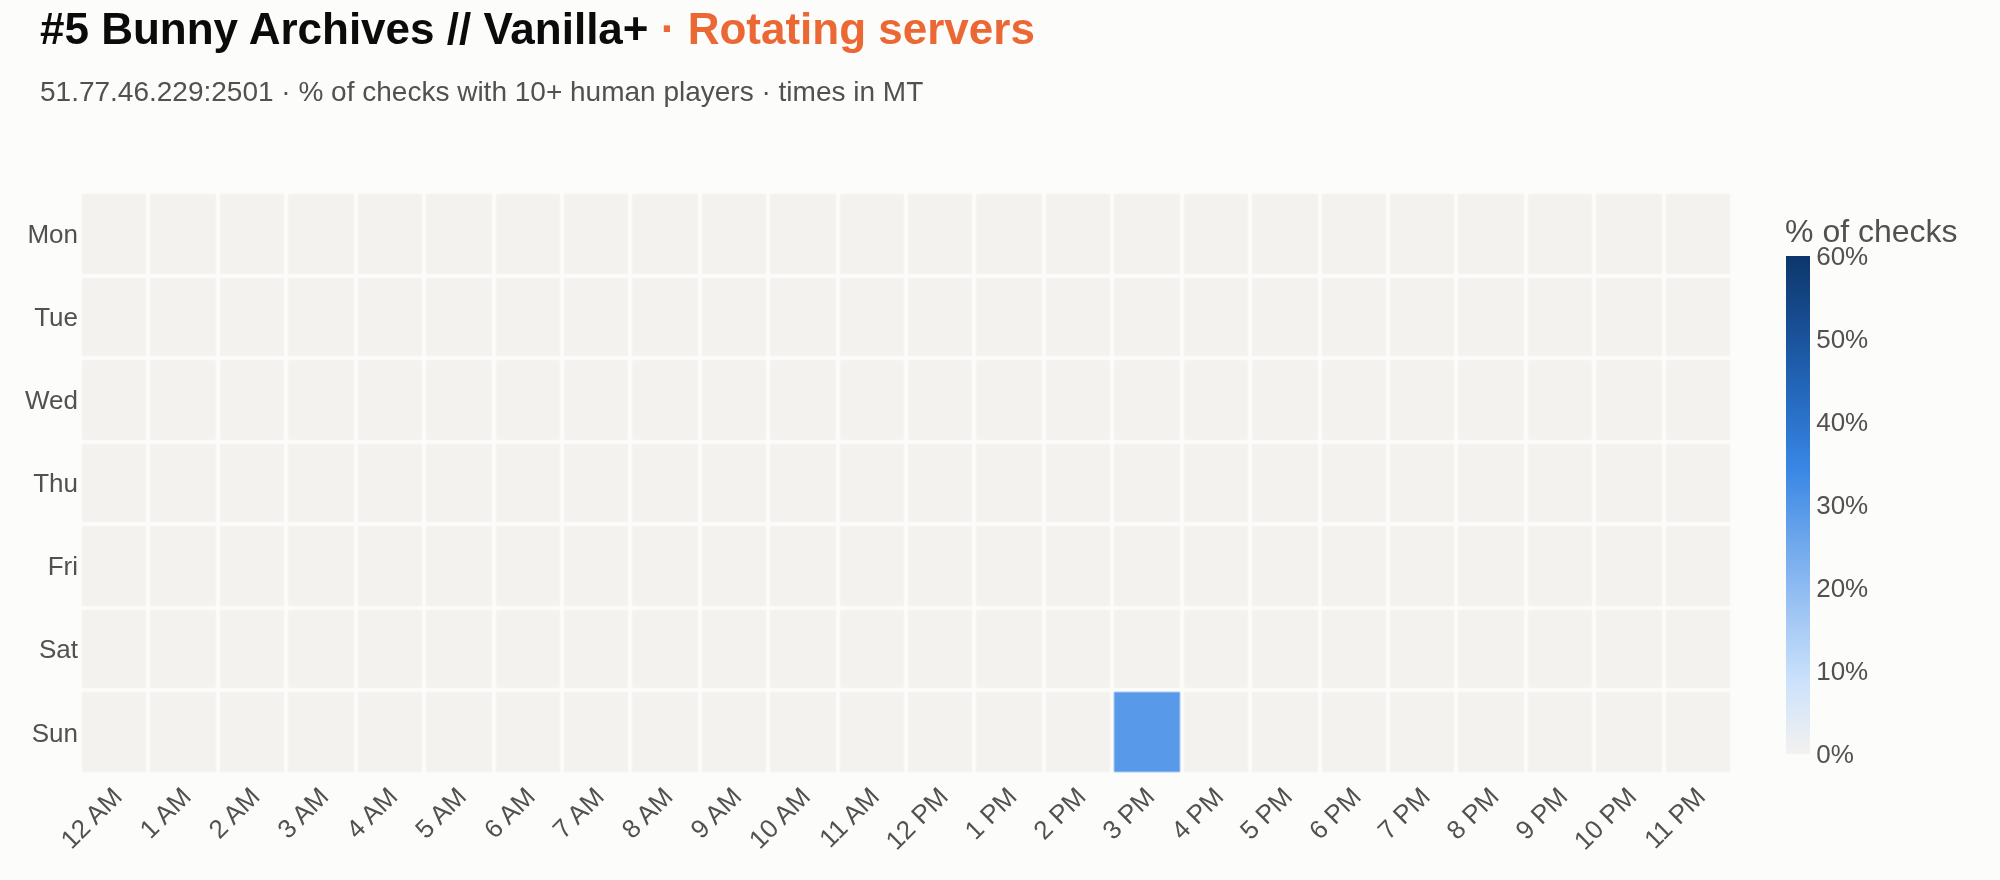 #5 Bunny Archives // Vanilla+ · Rotating servers
51.77.46.229:2501 · % of checks with 10+ human players · times in MT
% of checks
60%
50%
40%
30%
20%
10%
0%
Mon
Tue
Wed
Thu
Fri
Sat
Sun
12 AM
1 AM
2 AM
3 AM
4 AM
5 AM
6 AM
7 AM
8 AM
9 AM
10 AM
11 AM
12 PM
1 PM
2 PM
3 PM
4 PM
5 PM
6 PM
7 PM
8 PM
9 PM
10 PM
11 PM